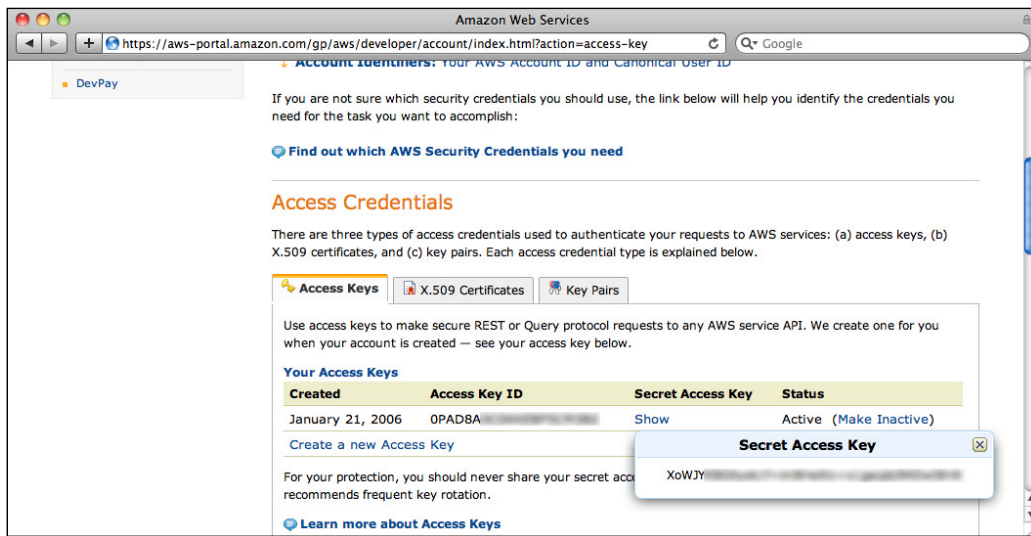 Amazon Web Services
https://aws-portal.amazon.com/gp/aws/developer/account/index.html?action=access-key
Google
DevPay
Account Identifiers: Your AWS Account ID and Canonical User ID
If you are not sure which security credentials you should use, the link below will help you identify the credentials you
need for the task you want to accomplish:
Find out which AWS Security Credentials you need
Access Credentials
There are three types of access credentials used to authenticate your requests to AWS services: (a) access keys, (b)
X.509 certificates, and (c) key pairs. Each access credential type is explained below.
Access Keys X.509 Certificates Key Pairs
Use access keys to make secure REST or Query protocol requests to any AWS service API. We create one for you
when your account is created — see your access key below.
Your Access Keys
Created Access Key ID Secret Access Key Status
January 21, 2006 0PAD8A Show Active (Make Inactive)
Create a new Access Key
Secret Access Key
XoWJY
For your protection, you should never share your secret acce
recommends frequent key rotation.
Learn more about Access Keys